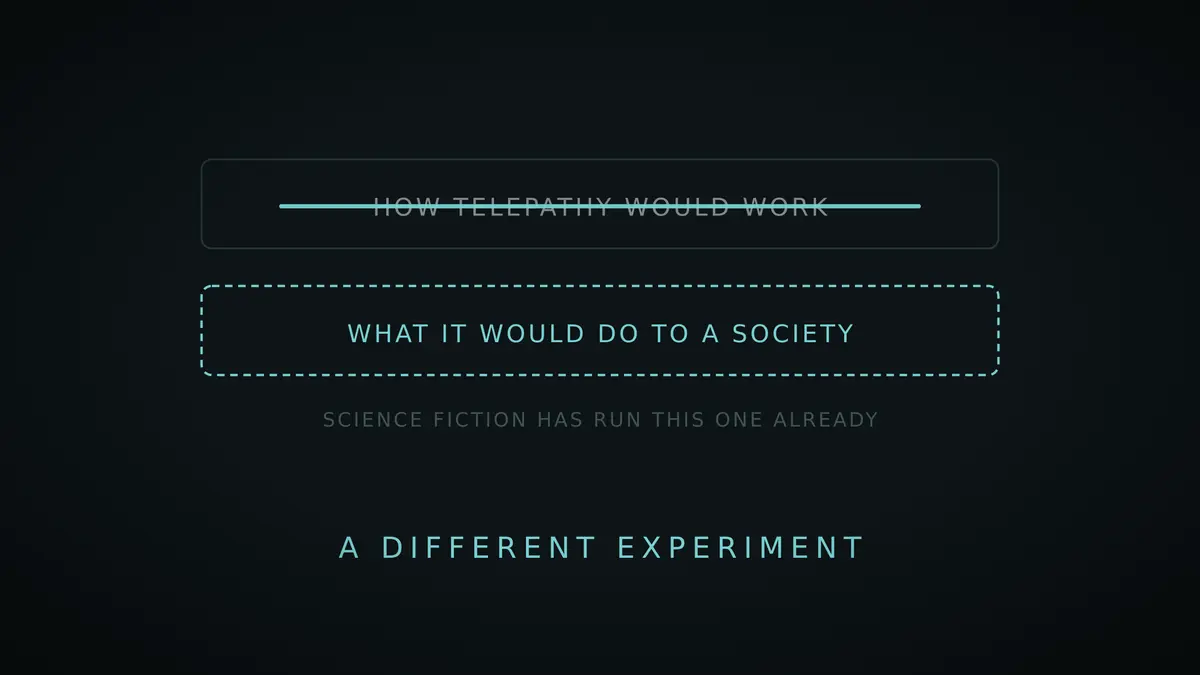 HOW TELEPATHY WOULD WORK
WHAT IT WOULD DO TO A SOCIETY
SCIENCE FICTION HAS RUN THIS ONE ALREADY
A DIFFERENT EXPERIMENT